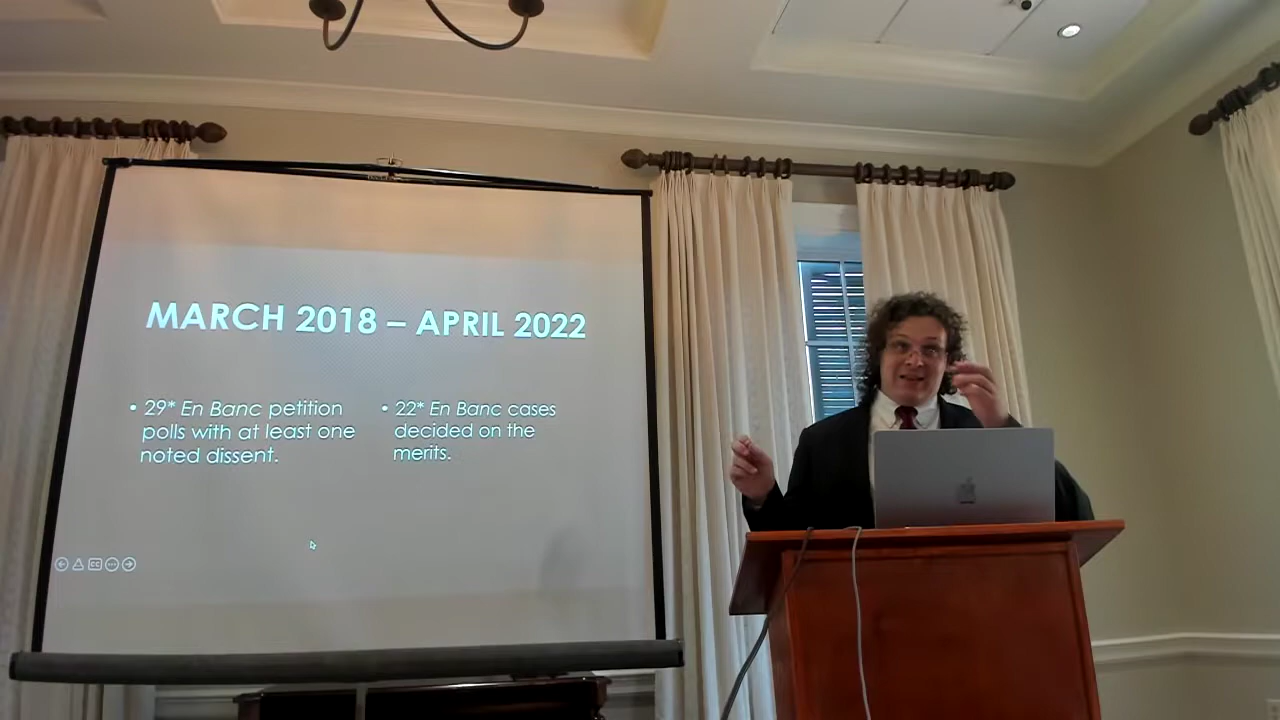 MARCH 2018 – APRIL 2022
• 29* En Banc petition
polls with at least one
noted dissent.
• 22* En Banc cases
decided on the
merits.
CC